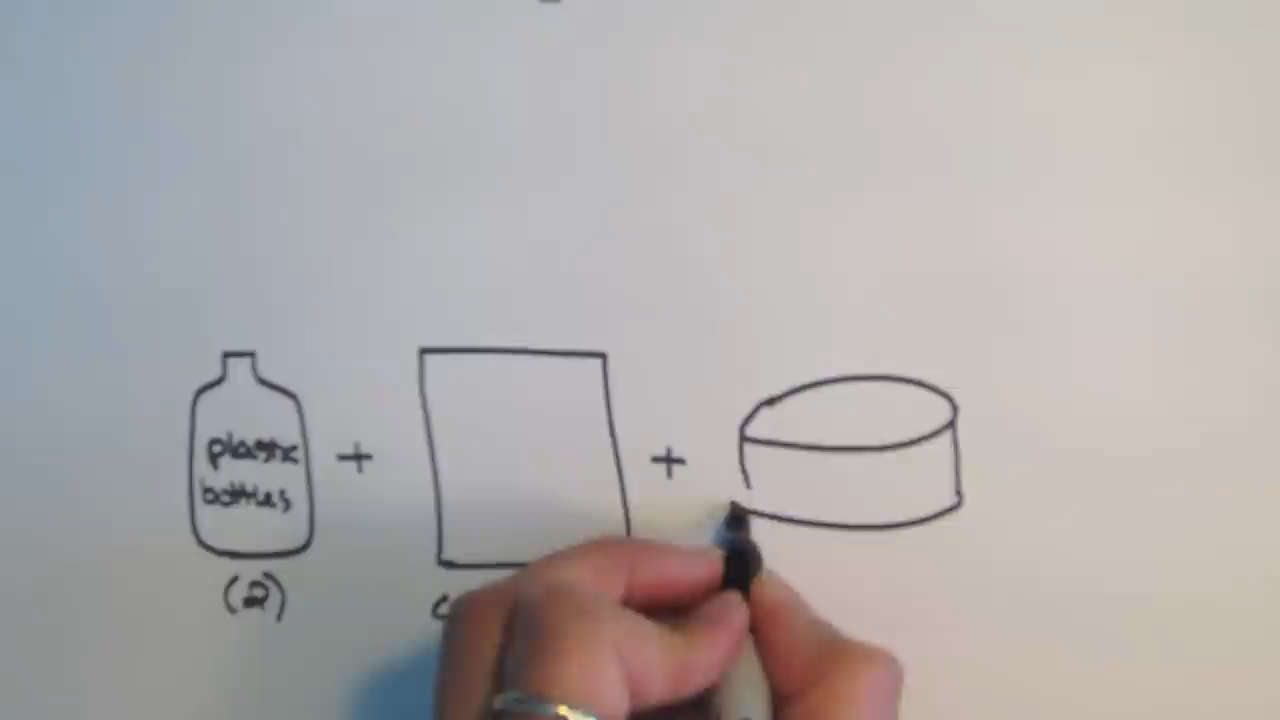 plastic
bottles
+
+
(2)